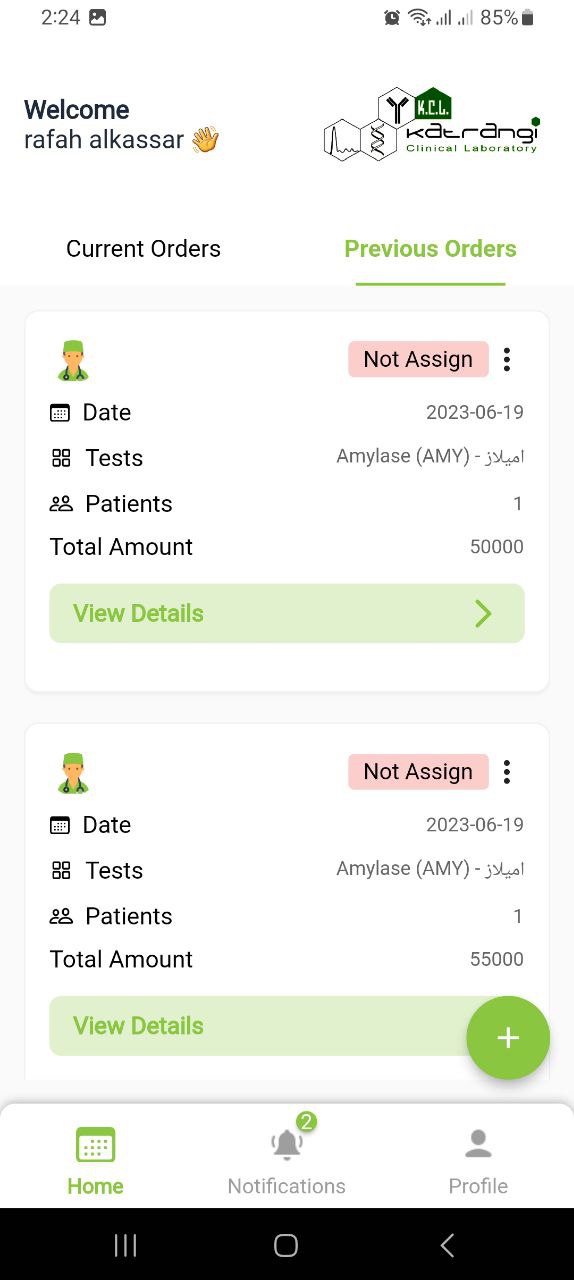 2:24 85%
Welcome
rafah alkassar 👋
K.C.L.
Katrangi
Clinical Laboratory
Current Orders Previous Orders
Not Assign
Date 2023-06-19
Tests Amylase (AMY) - اميلاز
Patients 1
Total Amount 50000
View Details
Not Assign
Date 2023-06-19
Tests Amylase (AMY) - اميلاز
Patients 1
Total Amount 55000
View Details
+
2
Home Notifications Profile